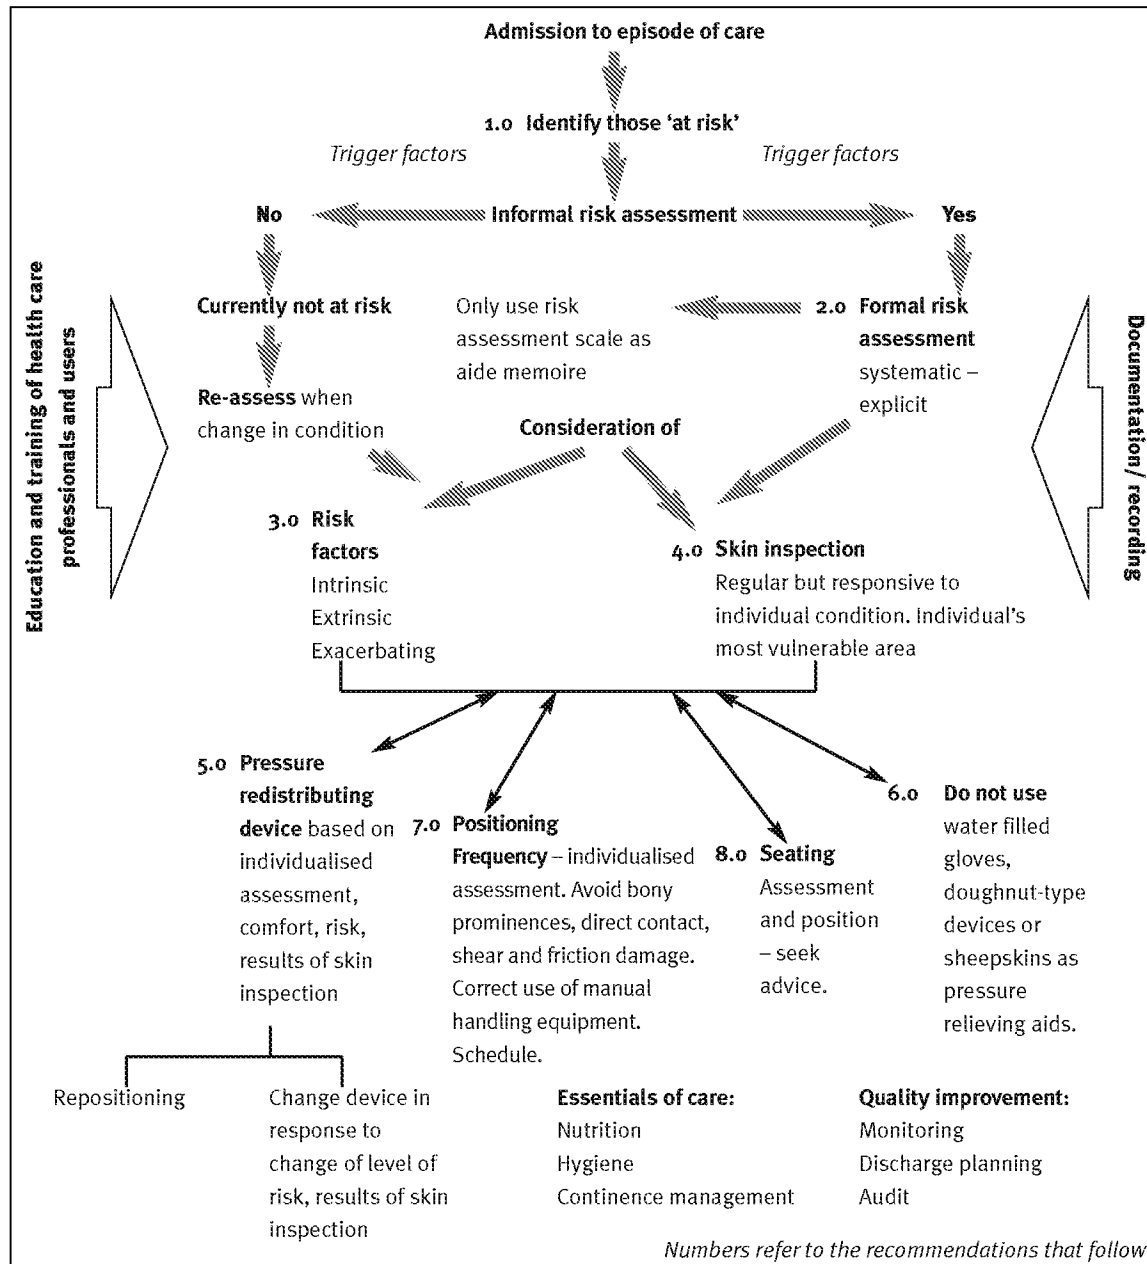 Admission to episode of care
1.0 Identify those ‘at risk’
Trigger factors
Trigger factors
No
Informal risk assessment
Yes
Education and training of health care
professionals and users
Currently not at risk
Re-assess when
change in condition
Only use risk
assessment scale as
aide memoire
2.0 Formal risk
assessment
systematic –
explicit
Documentation/ recording
Consideration of
3.0 Risk
factors
Intrinsic
Extrinsic
Exacerbating
4.0 Skin inspection
Regular but responsive to
individual condition. Individual’s
most vulnerable area
5.0 Pressure
redistributing
device based on
individualised
assessment,
comfort, risk,
results of skin
inspection
7.0 Positioning
Frequency – individualised
assessment. Avoid bony
prominences, direct contact,
shear and friction damage.
Correct use of manual
handling equipment.
Schedule.
8.0 Seating
Assessment
and position
– seek
advice.
6.0 Do not use
water filled
gloves,
doughnut-type
devices or
sheepskins as
pressure
relieving aids.
Repositioning
Change device in
response to
change of level of
risk, results of skin
inspection
Essentials of care:
Nutrition
Hygiene
Continence management
Quality improvement:
Monitoring
Discharge planning
Audit
Numbers refer to the recommendations that follow